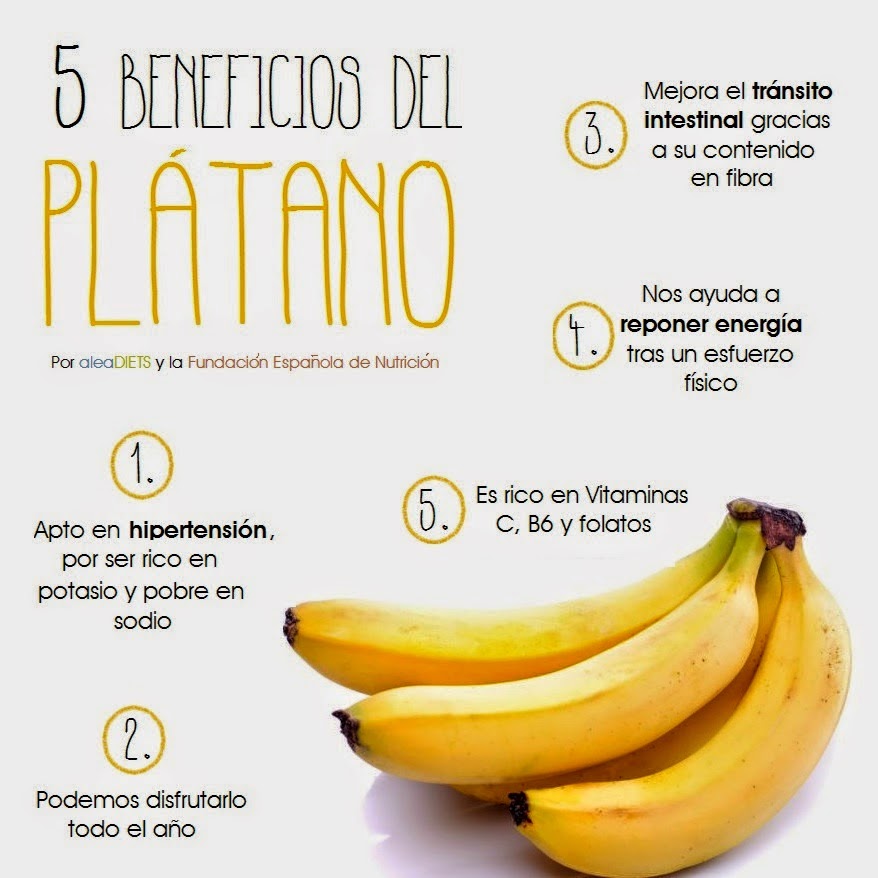 5 BENEFICIOS DEL
PLÁTANO
Por aleaDIETS y la Fundación Española de Nutrición
1.
Apto en hipertensión,
por ser rico en
potasio y pobre en
sodio
2.
Podemos disfrutarlo
todo el año
3.
Mejora el tránsito
intestinal gracias
a su contenido
en fibra
4.
Nos ayuda a
reponer energía
tras un esfuerzo
físico
5.
Es rico en Vitaminas
C, B6 y folatos